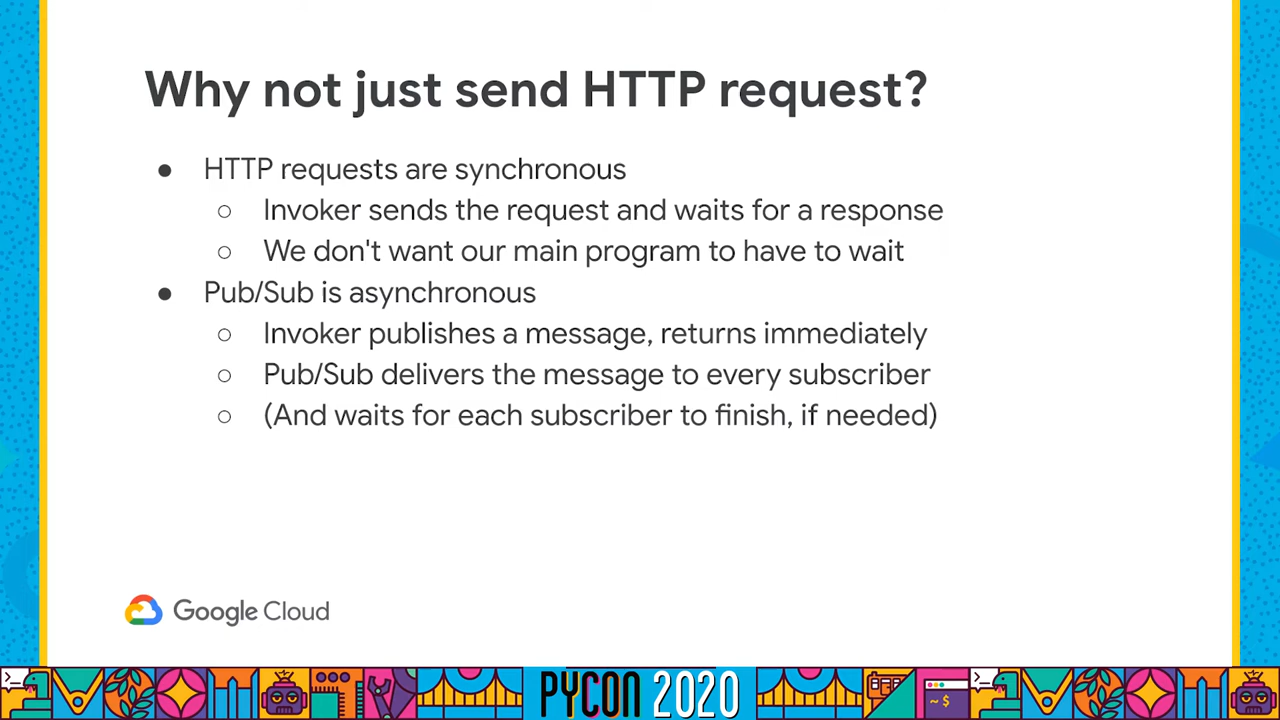 Why not just send HTTP request?
● HTTP requests are synchronous
○ Invoker sends the request and waits for a response
○ We don't want our main program to have to wait
● Pub/Sub is asynchronous
○ Invoker publishes a message, returns immediately
○ Pub/Sub delivers the message to every subscriber
○ (And waits for each subscriber to finish, if needed)
Google Cloud
PYCON 2020
~ $